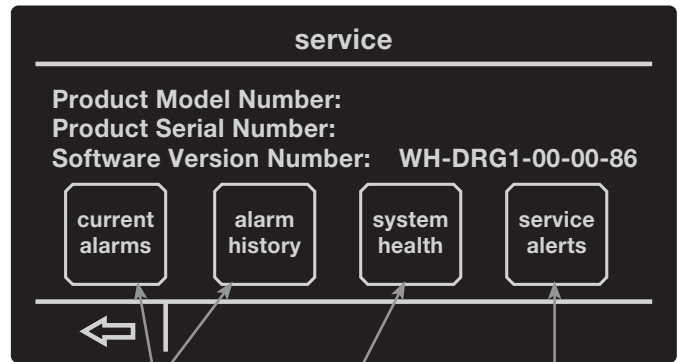 service
Product Model Number:
Product Serial Number:
Software Version Number: WH-DRG1-00-00-86
current
alarms
alarm
history
system
health
service
alerts